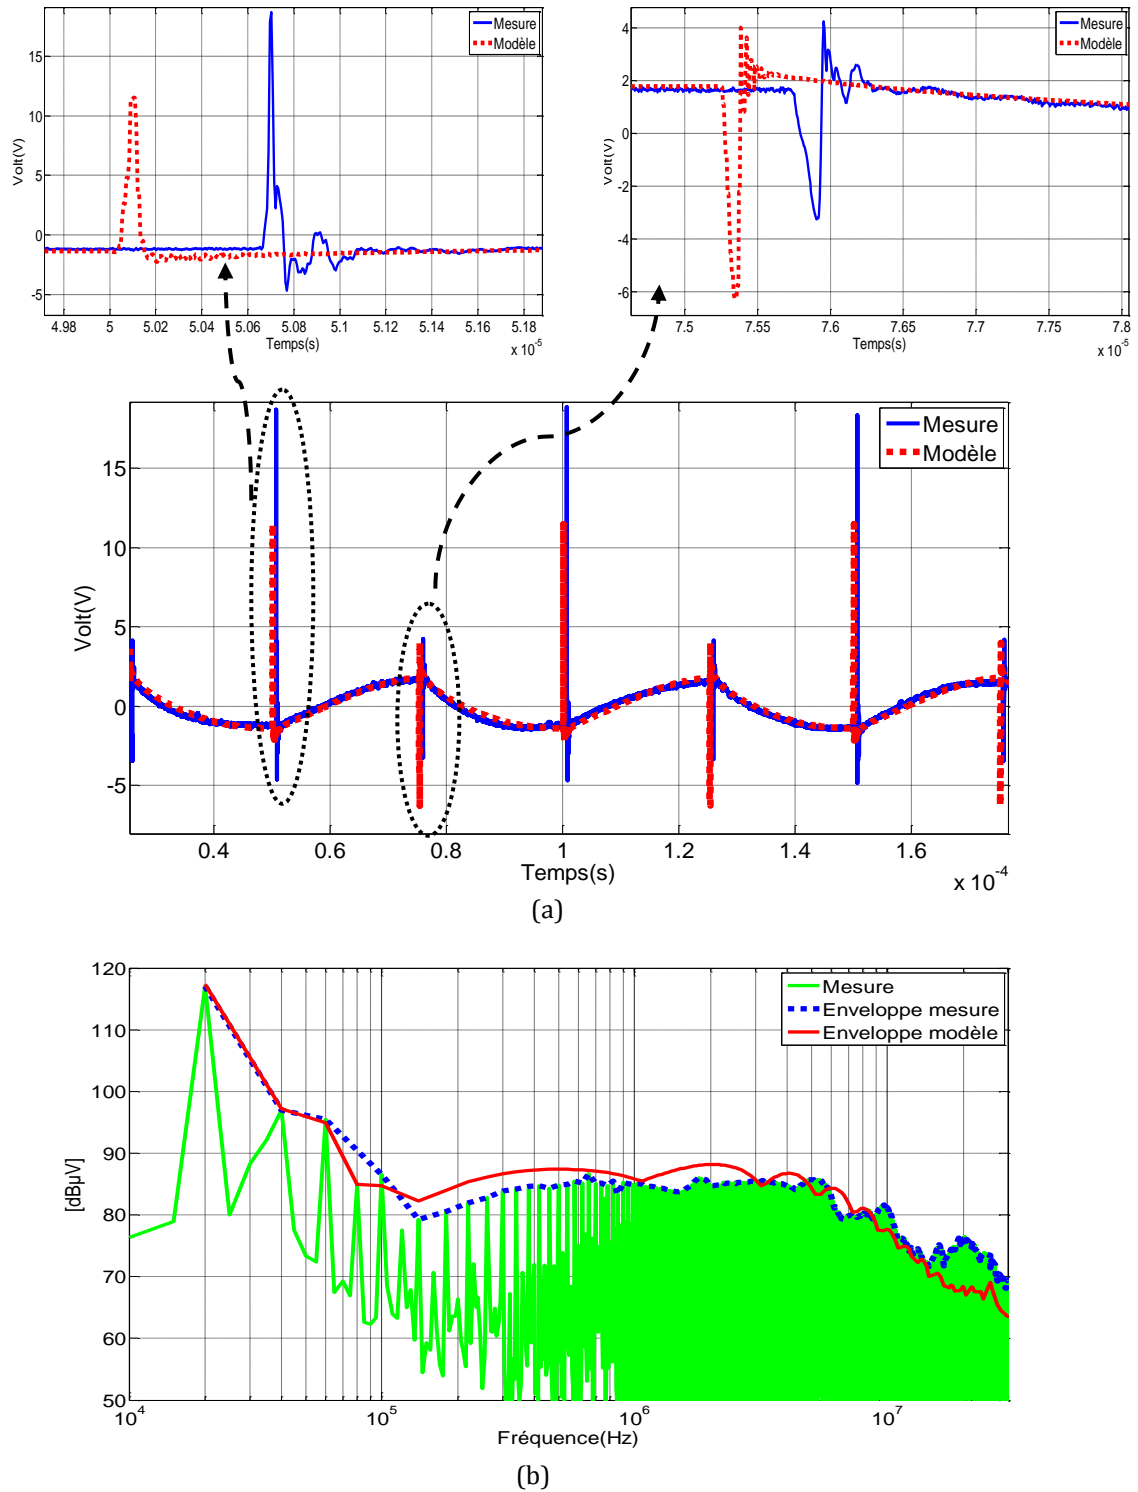 Mesure
Modèle
15
10
5
0
-5
Volt(V)
4.98 5 5.02 5.04 5.06 5.08 5.1 5.12 5.14 5.16 5.18
Temps(s)
x 10^-5
Mesure
Modèle
4
2
0
-2
-4
-6
Volt(V)
7.5 7.55 7.6 7.65 7.7 7.75 7.8
Temps(s)
x 10^-5
Mesure
Modèle
15
10
5
0
-5
Volt(V)
0.4 0.6 0.8 1 1.2 1.4 1.6
Temps(s)
x 10^-4
(a)
Mesure
Enveloppe mesure
Enveloppe modèle
120
110
100
90
80
70
60
50
[dBµV]
10^4 10^5 10^6 10^7
Fréquence(Hz)
(b)